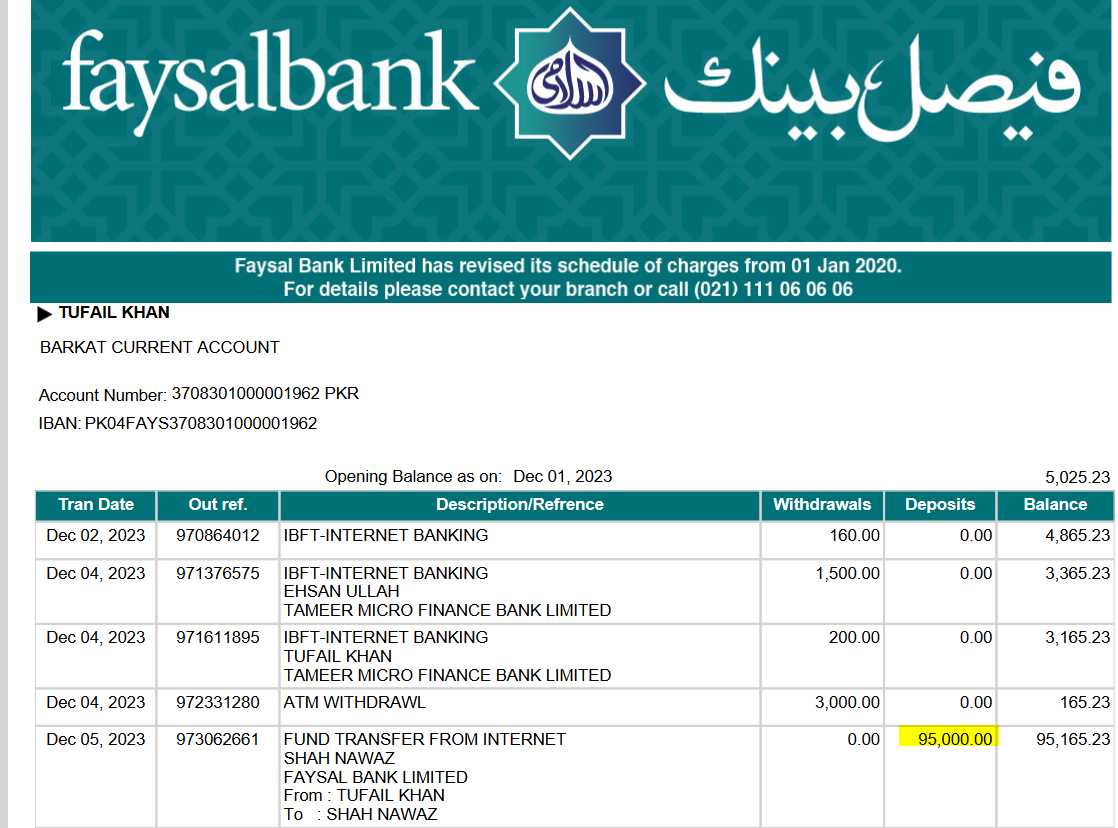 faysalbank
اسلامی
فیصل بینک
Faysal Bank Limited has revised its schedule of charges from 01 Jan 2020.
For details please contact your branch or call (021) 111 06 06 06
TUFAIL KHAN
BARKAT CURRENT ACCOUNT
Account Number: 3708301000001962 PKR
IBAN: PK04FAYS3708301000001962
Opening Balance as on: Dec 01, 2023 5,025.23
Tran Date Out ref. Description/Refrence Withdrawals Deposits Balance
Dec 02, 2023 970864012 IBFT-INTERNET BANKING 160.00 0.00 4,865.23
Dec 04, 2023 971376575 IBFT-INTERNET BANKING 1,500.00 0.00 3,365.23
EHSAN ULLAH
TAMEER MICRO FINANCE BANK LIMITED
Dec 04, 2023 971611895 IBFT-INTERNET BANKING 200.00 0.00 3,165.23
TUFAIL KHAN
TAMEER MICRO FINANCE BANK LIMITED
Dec 04, 2023 972331280 ATM WITHDRAWL 3,000.00 0.00 165.23
Dec 05, 2023 973062661 FUND TRANSFER FROM INTERNET 0.00 95,000.00 95,165.23
SHAH NAWAZ
FAYSAL BANK LIMITED
From : TUFAIL KHAN
To : SHAH NAWAZ